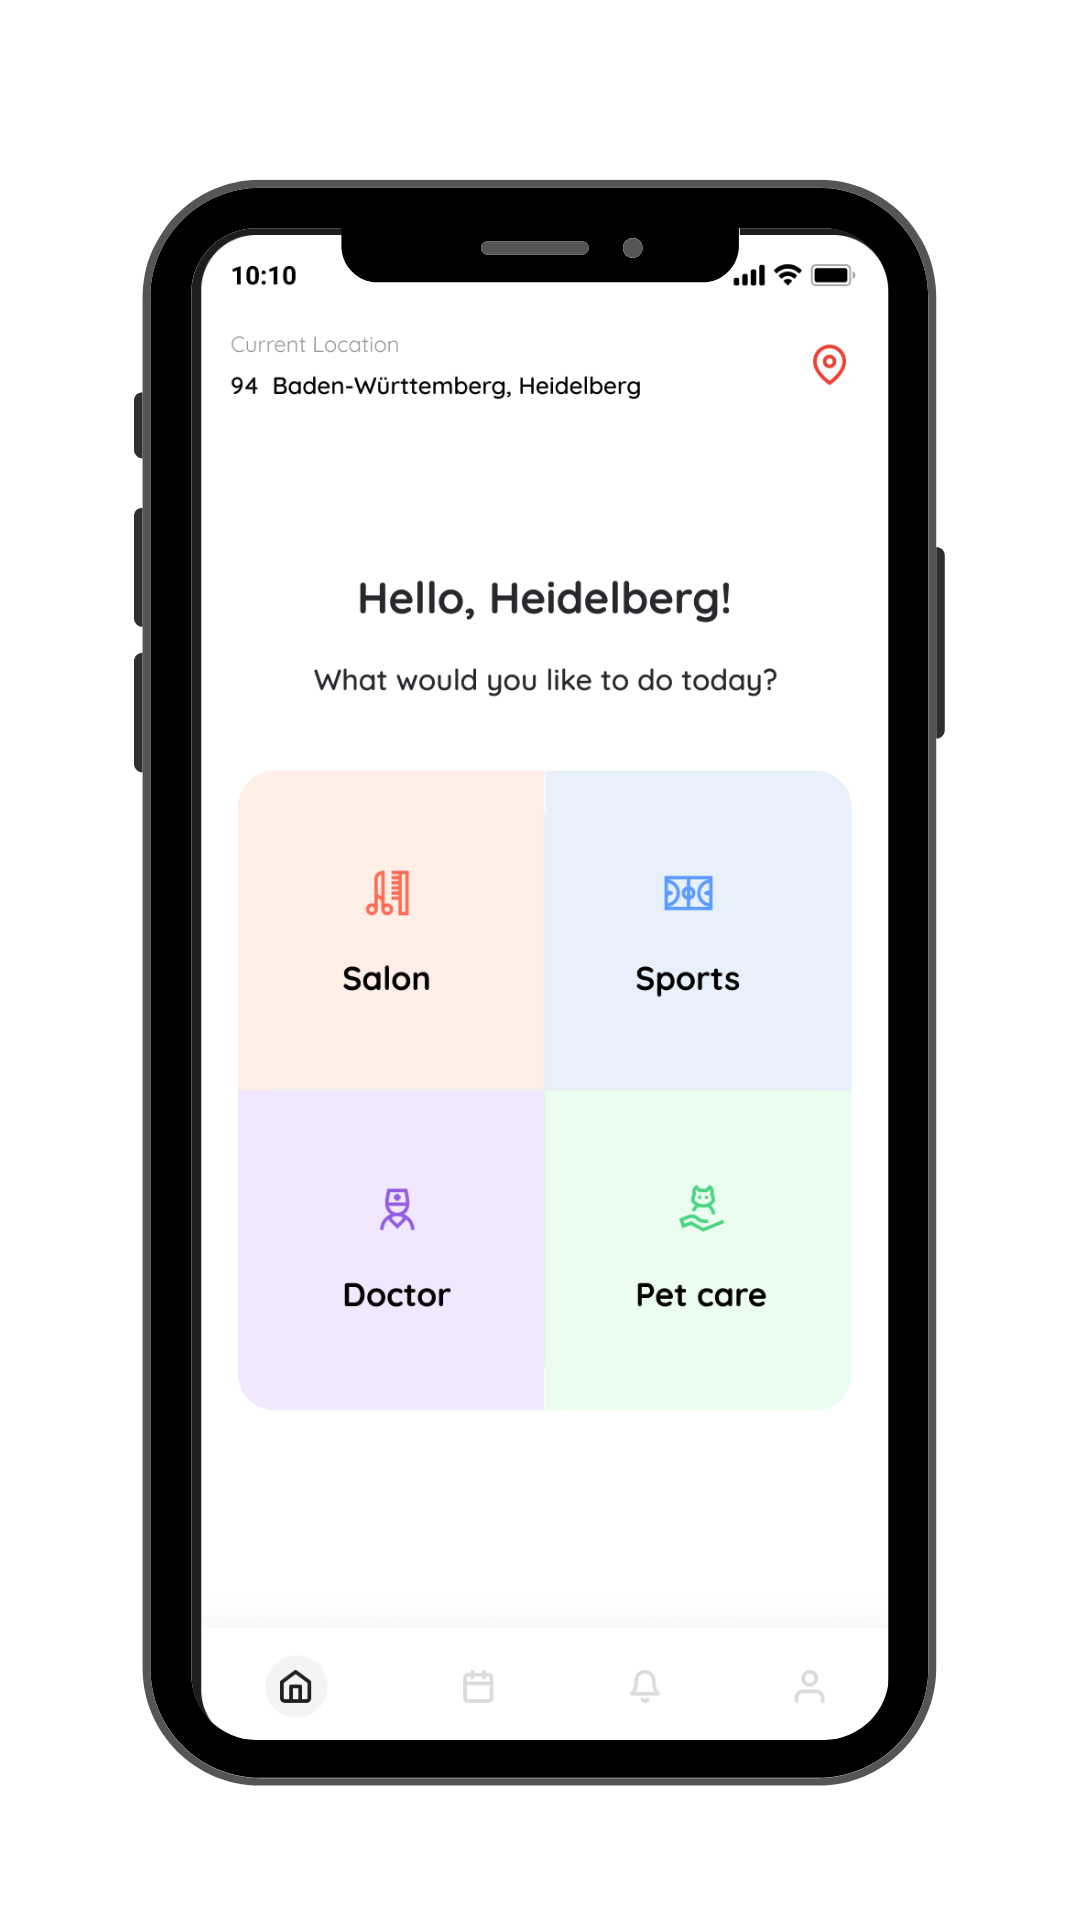 10:10
Current Location
94 Baden-Württemberg, Heidelberg
Hello, Heidelberg!
What would you like to do today?
Salon
Sports
Doctor
Pet care